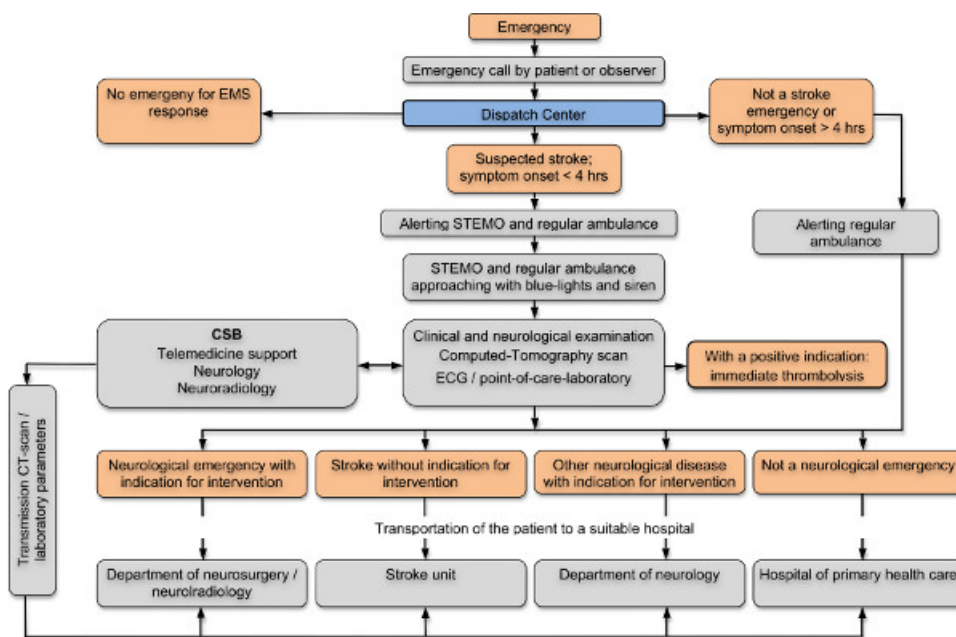 Emergency
Emergency call by patient or observer
No emergeny for EMS
response
Dispatch Center
Not a stroke
emergency or
symptom onset > 4 hrs
Suspected stroke;
symptom onset < 4 hrs
Alerting STEMO and regular ambulance
Alerting regular
ambulance
STEMO and regular ambulance
approaching with blue-lights and siren
CSB
Telemedicine support
Neurology
Neuroradiology
Clinical and neurological examination
Computed-Tomography scan
ECG / point-of-care-laboratory
With a positive indication:
immediate thrombolysis
Transmission CT-scan /
laboratory parameters
Neurological emergency with
indication for intervention
Stroke without indication for
intervention
Other neurological disease
with indication for intervention
Not a neurological emergency
Transportation of the patient to a suitable hospital
Department of neurosurgery /
neurolradiology
Stroke unit
Department of neurology
Hospital of primary health care